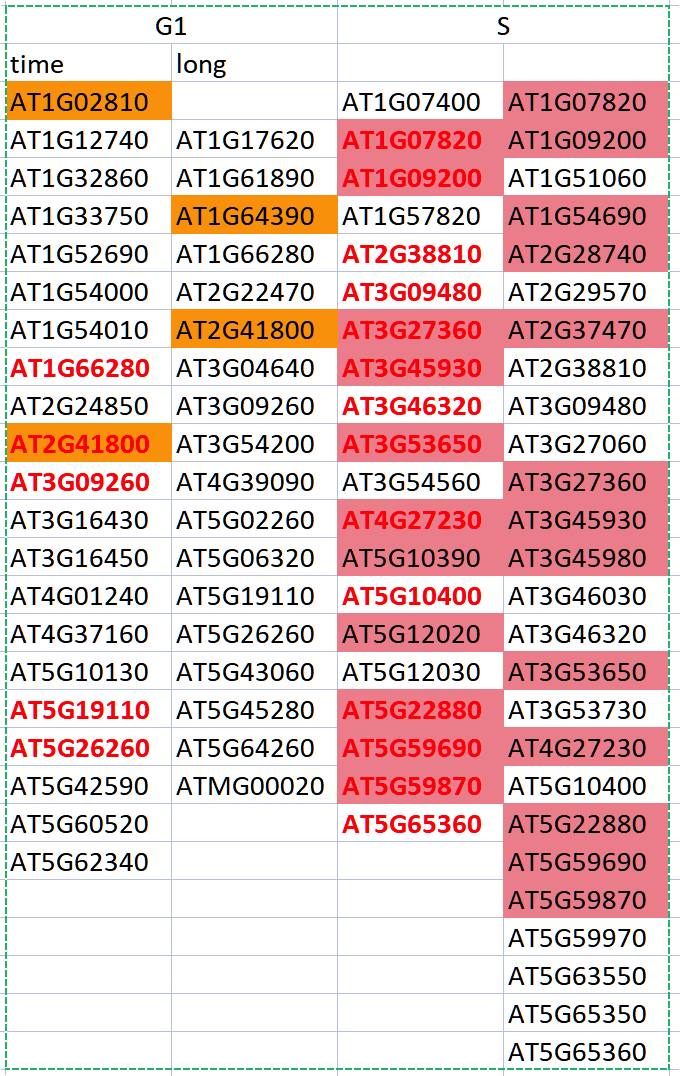 G1 S
time long
AT1G02810 AT1G07400 AT1G07820
AT1G12740 AT1G17620 AT1G07820 AT1G09200
AT1G32860 AT1G61890 AT1G09200 AT1G51060
AT1G33750 AT1G64390 AT1G57820 AT1G54690
AT1G52690 AT1G66280 AT2G38810 AT2G28740
AT1G54000 AT2G22470 AT3G09480 AT2G29570
AT1G54010 AT2G41800 AT3G27360 AT2G37470
AT1G66280 AT3G04640 AT3G45930 AT2G38810
AT2G24850 AT3G09260 AT3G46320 AT3G09480
AT2G41800 AT3G54200 AT3G53650 AT3G27060
AT3G09260 AT4G39090 AT3G54560 AT3G27360
AT3G16430 AT5G02260 AT4G27230 AT3G45930
AT3G16450 AT5G06320 AT5G10390 AT3G45980
AT4G01240 AT5G19110 AT5G10400 AT3G46030
AT4G37160 AT5G26260 AT5G12020 AT3G46320
AT5G10130 AT5G43060 AT5G12030 AT3G53650
AT5G19110 AT5G45280 AT5G22880 AT3G53730
AT5G26260 AT5G64260 AT5G59690 AT4G27230
AT5G42590 ATMG00020 AT5G59870 AT5G10400
AT5G60520 AT5G65360 AT5G22880
AT5G62340 AT5G59690
AT5G59870
AT5G59970
AT5G63550
AT5G65350
AT5G65360